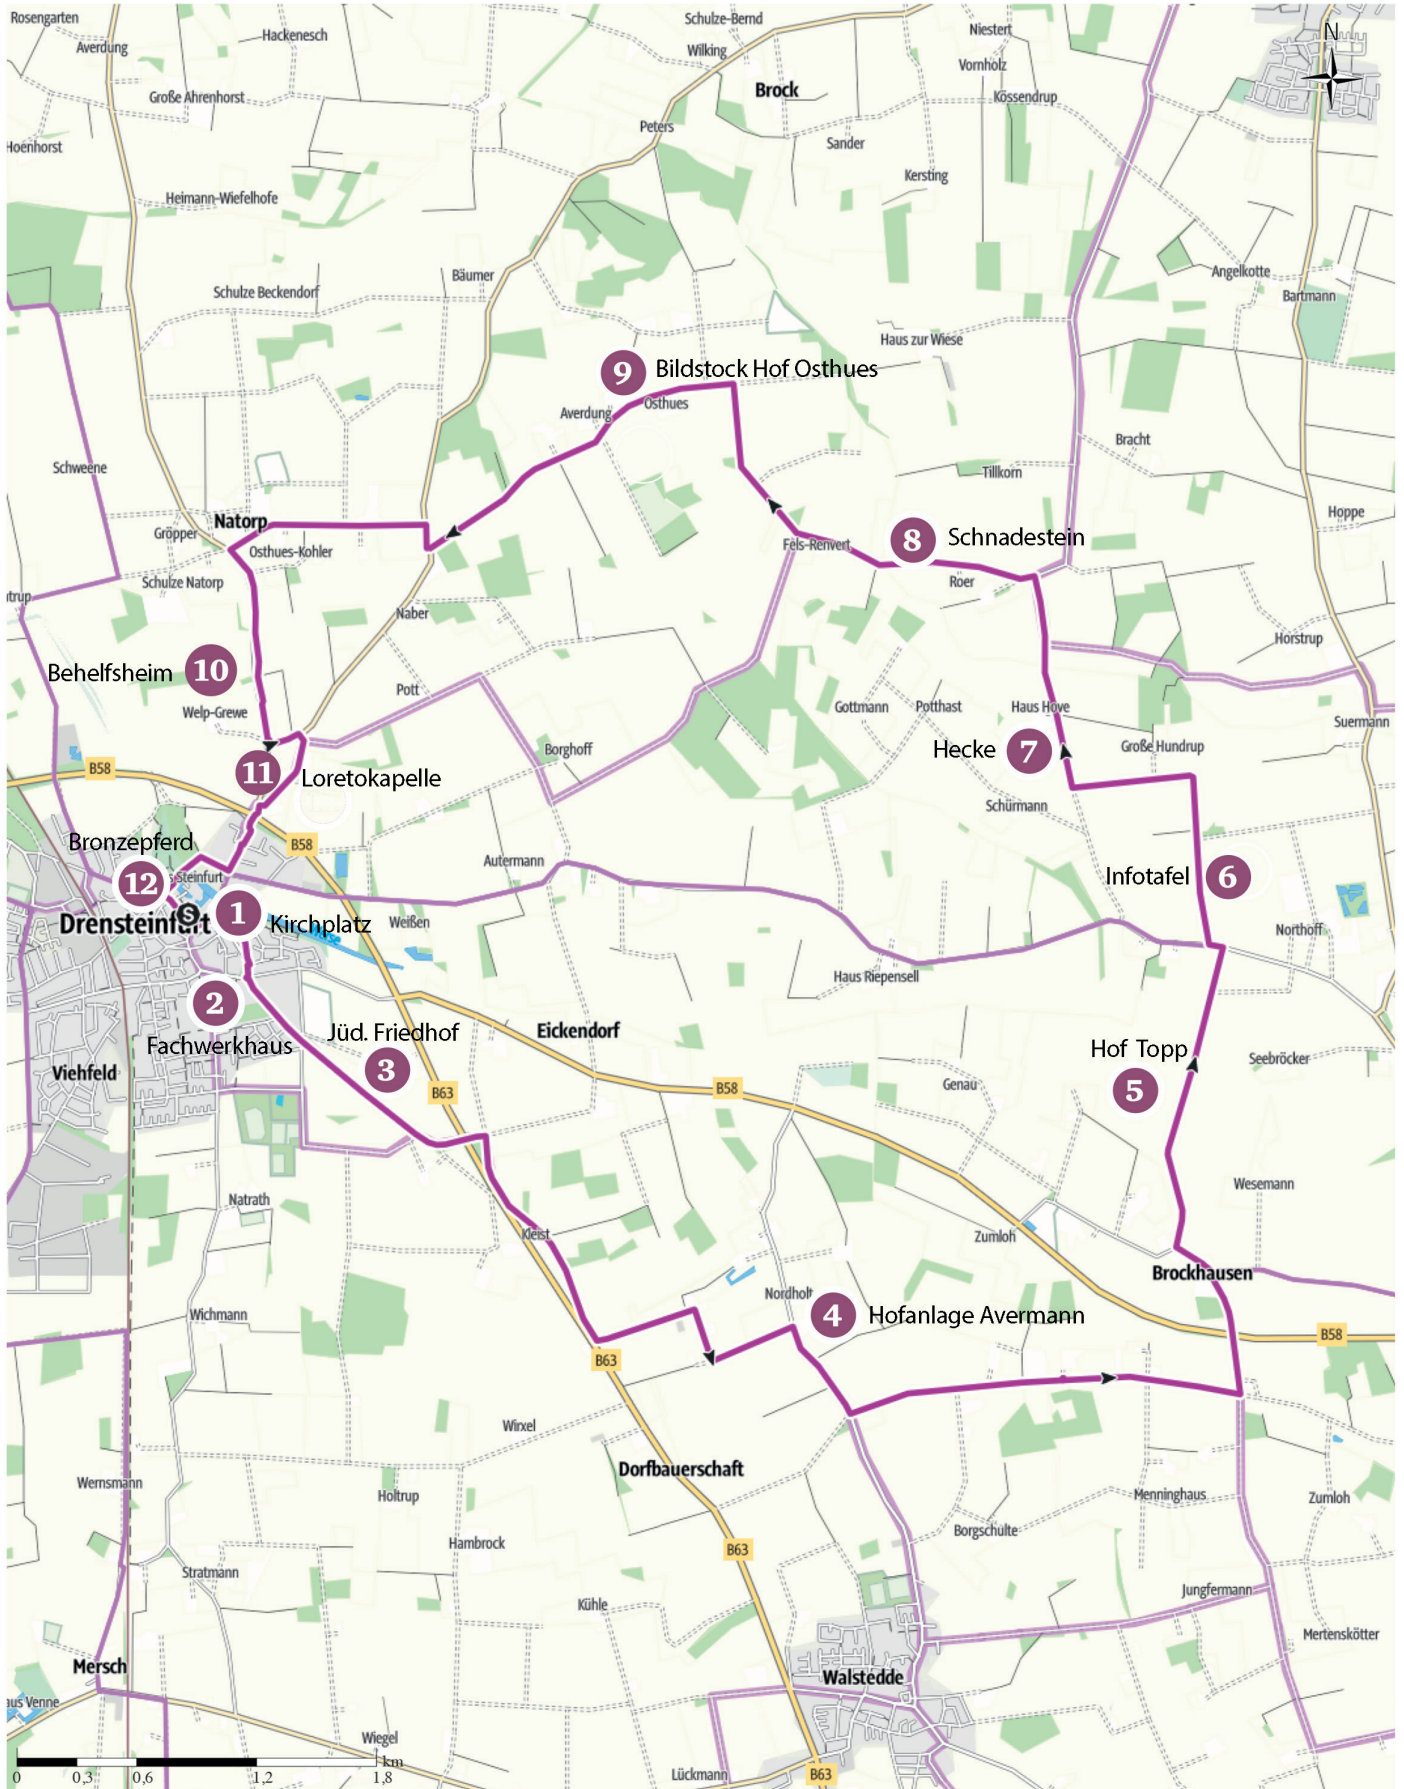 Rosengarten
Schulze-Bernd
Niestert
N
Averdung
Hackenesch
Wilking
Vornholz
Brock
Große Ahrenhorst
Kössendrup
Peters
Hoenhorst
Sander
Kersting
Heimann-Wiefelhofe
Bäumer
Angelkotte
Schulze Beckendorf
Bartmann
Haus zur Wiese
9
Bildstock Hof Osthues
Averdung
Osthues
Bracht
Schweene
Tillkorn
Natorp
Hoppe
Gröpper
Osthues-Kohler
8
Schnadestein
Fels-Renvert
Schulze Natorp
Roer
trup
Naber
Horstrup
10
Behelfsheim
Pott
Welp-Grewe
Gottmann
Potthast
Haus Hove
Suermann
Borghoff
Hecke
7
Große Hundrup
B58
11
Loretokapelle
Schürmann
Bronzepferd
B58
Autermann
12
s Steinfurt
Infotafel
6
S
1
Drensteinfurt
Kirchplatz
Weißen
Northoff
Haus Riepensell
2
Jüd. Friedhof
Eickendorf
Fachwerkhaus
Hof Topp
Seebröcker
Viehfeld
3
B63
B58
Genau
5
Natrath
Wesemann
Kleist
Zumloh
Brockhausen
Nordholt
Wichmann
4
Hofanlage Avermann
B58
B63
Wirxel
Dorfbauerschaft
Wernsmann
Holtrup
Menninghaus
Zumloh
Borgschulte
Hambrock
B63
Stratmann
Jungfermann
Kühle
Mertenskötter
Mersch
Walstedde
aus Venne
Wiegel
km
0
0,3
0,6
1,2
1,8
Lückmann
B63